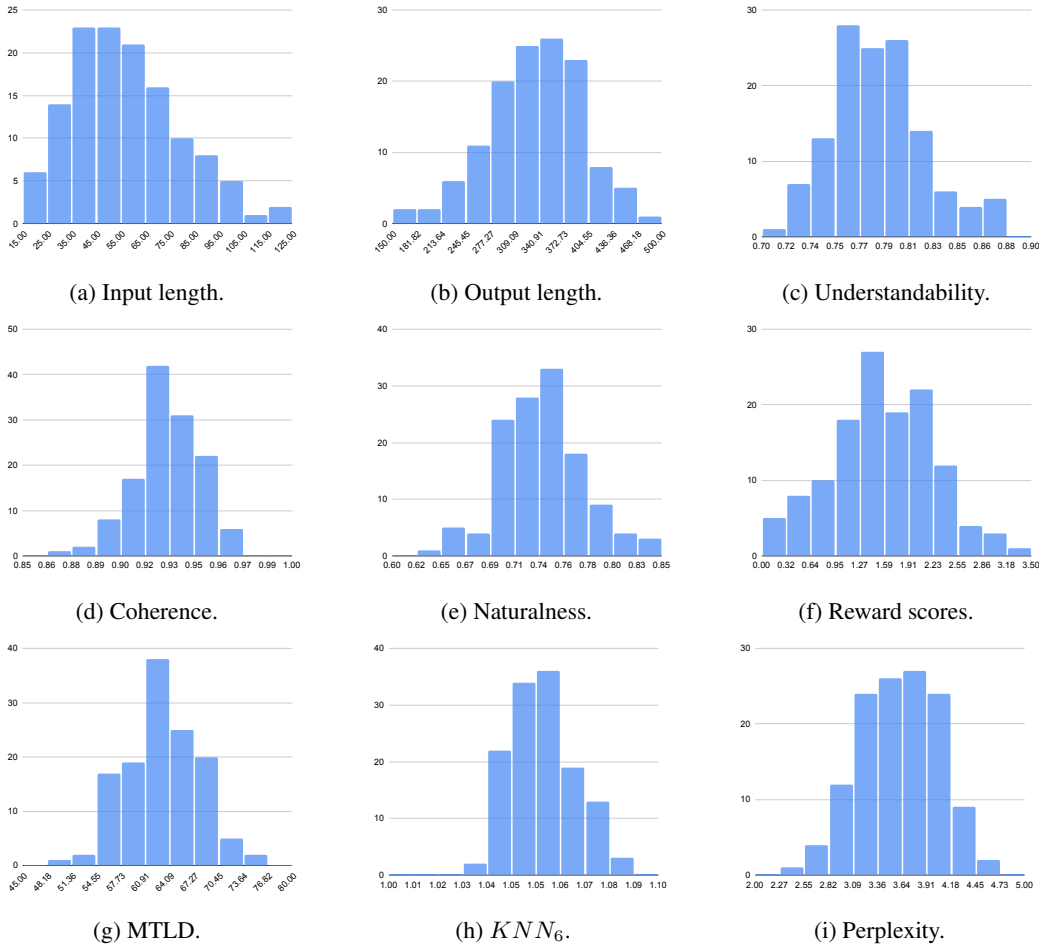 25
20
15
10
5
0
15.00 25.00 35.00 45.00 55.00 65.00 75.00 85.00 95.00 105.00 115.00 125.00
(a) Input length.
30
20
10
0
150.00 181.82 213.64 245.45 277.27 309.09 340.91 372.73 404.55 436.36 468.18 500.00
(b) Output length.
30
20
10
0
0.70 0.72 0.74 0.75 0.77 0.79 0.81 0.83 0.85 0.86 0.88 0.90
(c) Understandability.
50
40
30
20
10
0
0.85 0.86 0.88 0.89 0.90 0.92 0.93 0.95 0.96 0.97 0.99 1.00
(d) Coherence.
40
30
20
10
0
0.60 0.62 0.65 0.67 0.69 0.71 0.74 0.76 0.78 0.80 0.83 0.85
(e) Naturalness.
30
20
10
0
0.00 0.32 0.64 0.95 1.27 1.59 1.91 2.23 2.55 2.86 3.18 3.50
(f) Reward scores.
40
30
20
10
0
45.00 48.18 51.36 54.55 57.73 60.91 64.09 67.27 70.45 73.64 76.82 80.00
(g) MTLD.
40
30
20
10
0
1.00 1.01 1.02 1.03 1.04 1.05 1.05 1.06 1.07 1.08 1.09 1.10
(h) KNN₆.
30
20
10
0
2.00 2.27 2.55 2.82 3.09 3.36 3.64 3.91 4.18 4.45 4.73 5.00
(i) Perplexity.